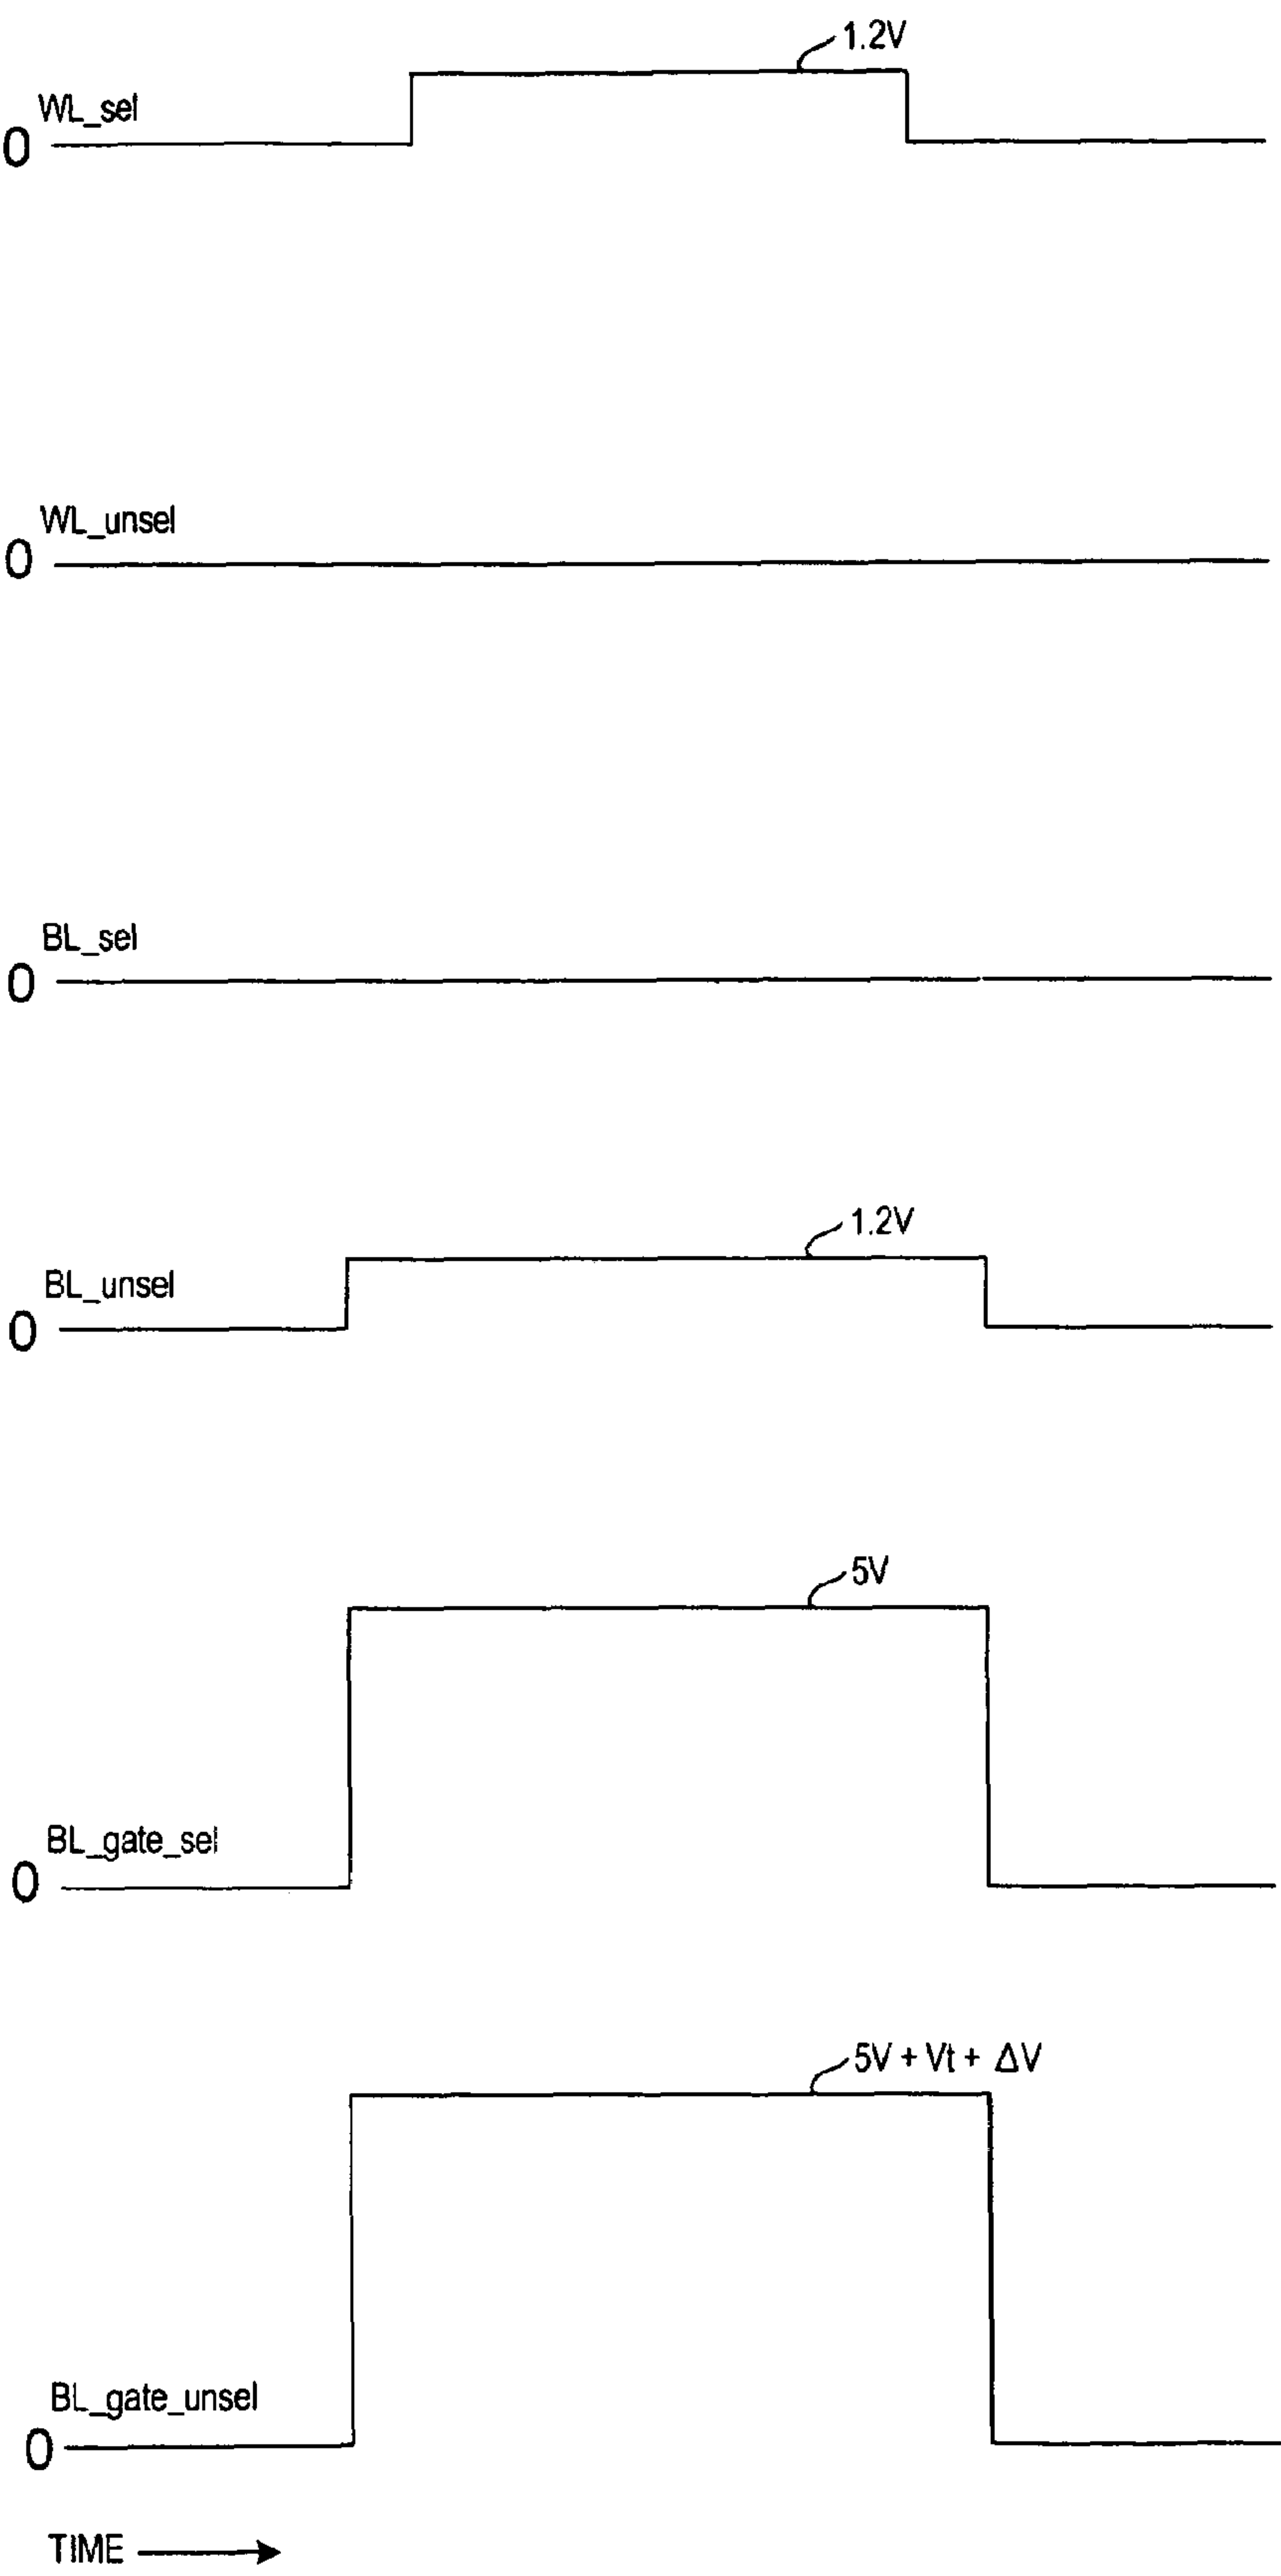 1.2V
WL_sel
0
WL_unsel
0
BL_sel
0
1.2V
BL_unsel
0
5V
BL_gate_sel
0
5V + Vt + ΔV
BL_gate_unsel
0
TIME